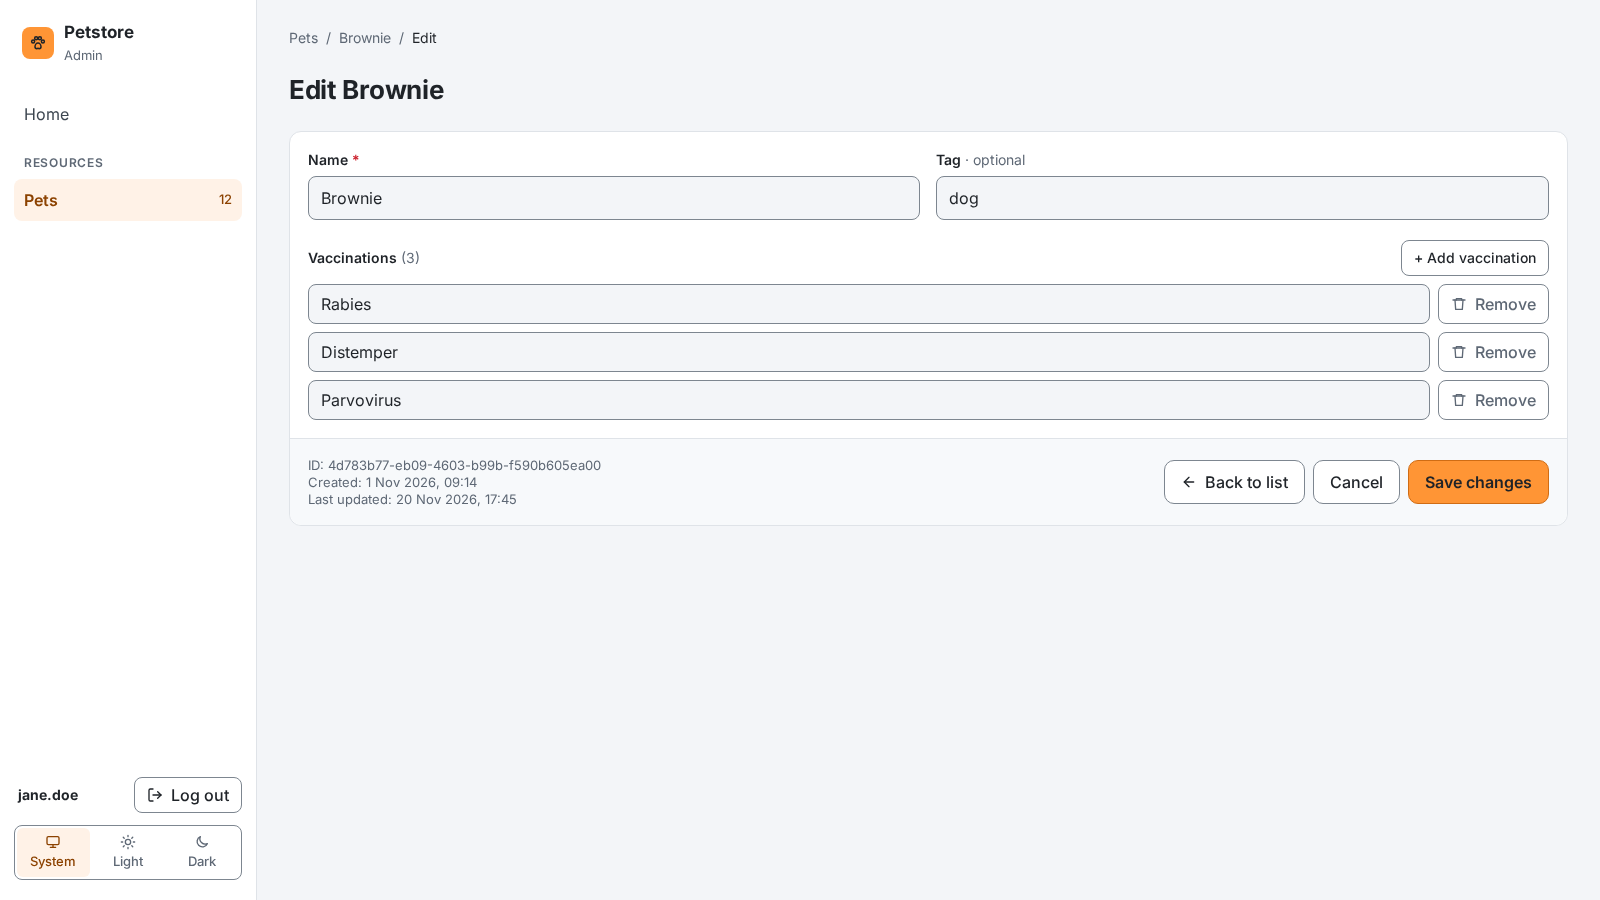 Petstore
Admin
Home
RESOURCES
Pets 12
jane.doe
Log out
System Light Dark
Pets / Brownie / Edit
Edit Brownie
Name * Tag · optional
Brownie dog
Vaccinations (3) + Add vaccination
Rabies Remove
Distemper Remove
Parvovirus Remove
ID: 4d783b77-eb09-4603-b99b-f590b605ea00
Created: 1 Nov 2026, 09:14
Last updated: 20 Nov 2026, 17:45
Back to list Cancel Save changes